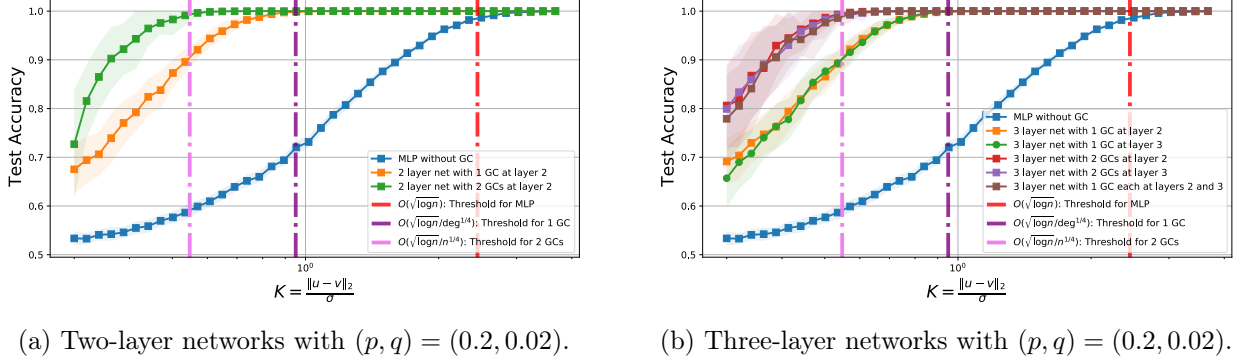 1.0
0.9
0.8
0.7
0.6
0.5
Test Accuracy
MLP without GC
2 layer net with 1 GC at layer 2
2 layer net with 2 GCs at layer 2
O(√logn): Threshold for MLP
O(√logn/deg^1/4): Threshold for 1 GC
O(√logn/n^1/4): Threshold for 2 GCs
10⁰
K = ‖u − v‖₂/σ
(a) Two-layer networks with (p, q) = (0.2, 0.02).
1.0
0.9
0.8
0.7
0.6
0.5
Test Accuracy
MLP without GC
3 layer net with 1 GC at layer 2
3 layer net with 1 GC at layer 3
3 layer net with 2 GCs at layer 2
3 layer net with 2 GCs at layer 3
3 layer net with 1 GC each at layers 2 and 3
O(√logn): Threshold for MLP
O(√logn/deg^1/4): Threshold for 1 GC
O(√logn/n^1/4): Threshold for 2 GCs
10⁰
K = ‖u − v‖₂/σ
(b) Three-layer networks with (p, q) = (0.2, 0.02).